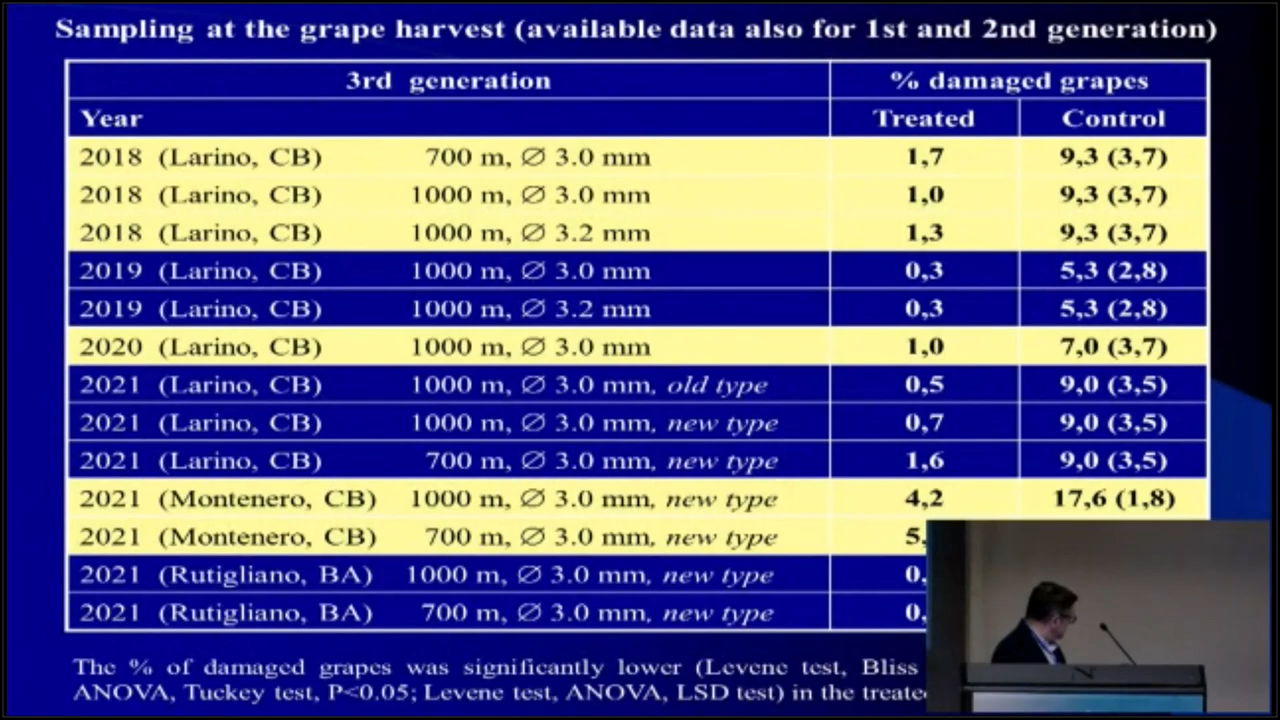 Sampling at the grape harvest (available data also for 1st and 2nd generation)
3rd generation % damaged grapes
Year Treated Control
2018 (Larino, CB) 700 m, Ø 3.0 mm 1,7 9,3 (3,7)
2018 (Larino, CB) 1000 m, Ø 3.0 mm 1,0 9,3 (3,7)
2018 (Larino, CB) 1000 m, Ø 3.2 mm 1,3 9,3 (3,7)
2019 (Larino, CB) 1000 m, Ø 3.0 mm 0,3 5,3 (2,8)
2019 (Larino, CB) 1000 m, Ø 3.2 mm 0,3 5,3 (2,8)
2020 (Larino, CB) 1000 m, Ø 3.0 mm 1,0 7,0 (3,7)
2021 (Larino, CB) 1000 m, Ø 3.0 mm, old type 0,5 9,0 (3,5)
2021 (Larino, CB) 1000 m, Ø 3.0 mm, new type 0,7 9,0 (3,5)
2021 (Larino, CB) 700 m, Ø 3.0 mm, new type 1,6 9,0 (3,5)
2021 (Montenero, CB) 1000 m, Ø 3.0 mm, new type 4,2 17,6 (1,8)
2021 (Montenero, CB) 700 m, Ø 3.0 mm, new type 5,
2021 (Rutigliano, BA) 1000 m, Ø 3.0 mm, new type 0,
2021 (Rutigliano, BA) 700 m, Ø 3.0 mm, new type 0,
The % of damaged grapes was significantly lower (Levene test, Bliss
ANOVA, Tuckey test, P<0.05; Levene test, ANOVA, LSD test) in the treate